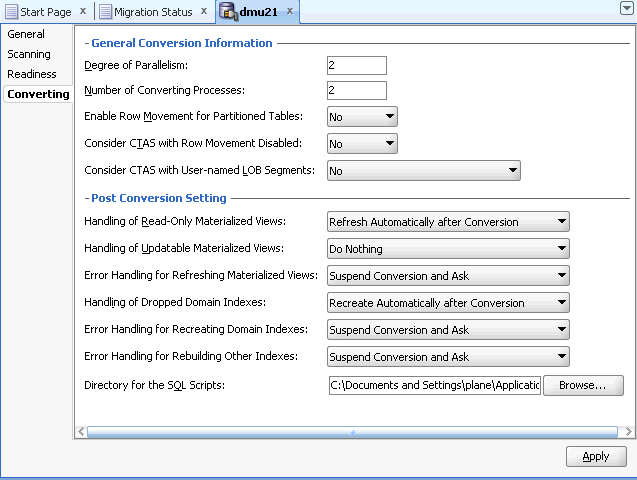 Start Page x Migration Status x dmu21 x
General
Scanning
Readiness
Converting
General Conversion Information
Degree of Parallelism: 2
Number of Converting Processes: 2
Enable Row Movement for Partitioned Tables: No
Consider CTAS with Row Movement Disabled: No
Consider CTAS with User-named LOB Segments: No
Post Conversion Setting
Handling of Read-Only Materialized Views: Refresh Automatically after Conversion
Handling of Updatable Materialized Views: Do Nothing
Error Handling for Refreshing Materialized Views: Suspend Conversion and Ask
Handling of Dropped Domain Indexes: Recreate Automatically after Conversion
Error Handling for Recreating Domain Indexes: Suspend Conversion and Ask
Error Handling for Rebuilding Other Indexes: Suspend Conversion and Ask
Directory for the SQL Scripts: C:\Documents and Settings\plane\Applicatic Browse...
Apply